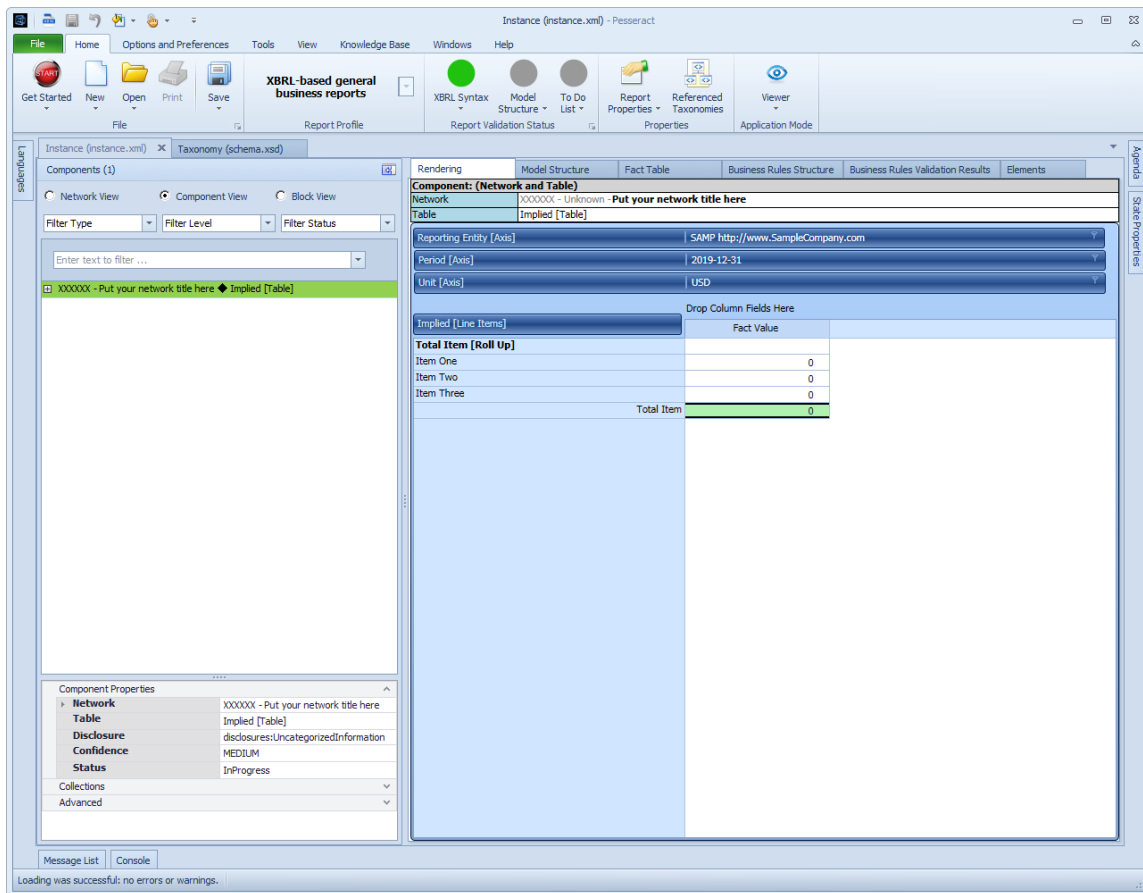 Instance (instance.xml) - Pesseract
File Home Options and Preferences Tools View Knowledge Base Windows Help
START
Get Started New Open Print Save
XBRL-based general
business reports
XBRL Syntax Model
Structure To Do
List Report
Properties Referenced
Taxonomies Viewer
File Report Profile Report Validation Status Properties Application Mode
Languages
Instance (instance.xml) Taxonomy (schema.xsd)
Components (1)
Network View Component View Block View
Filter Type Filter Level Filter Status
Enter text to filter ...
XXXXXX - Put your network title here ◆ Implied [Table]
Component Properties
Network XXXXXX - Put your network title here
Table Implied [Table]
Disclosure disclosures:UncategorizedInformation
Confidence MEDIUM
Status InProgress
Collections
Advanced
Rendering Model Structure Fact Table Business Rules Structure Business Rules Validation Results Elements
Component: (Network and Table)
Network XXXXXX - Unknown - Put your network title here
Table Implied [Table]
Reporting Entity [Axis] SAMP http://www.SampleCompany.com
Period [Axis] 2019-12-31
Unit [Axis] USD
Drop Column Fields Here
Implied [Line Items] Fact Value
Total Item [Roll Up]
Item One 0
Item Two 0
Item Three 0
Total Item 0
Agenda
State Properties
Message List Console
Loading was successful: no errors or warnings.